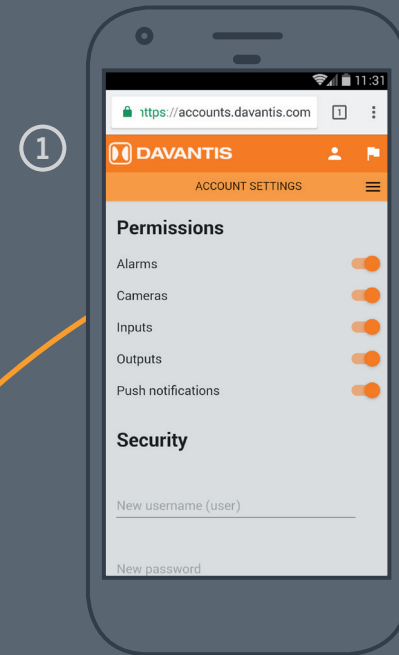 11:31
https://accounts.davantis.com
1
1
DAVANTIS
ACCOUNT SETTINGS
Permissions
Alarms
Cameras
Inputs
Outputs
Push notifications
Security
New username (user)
New password